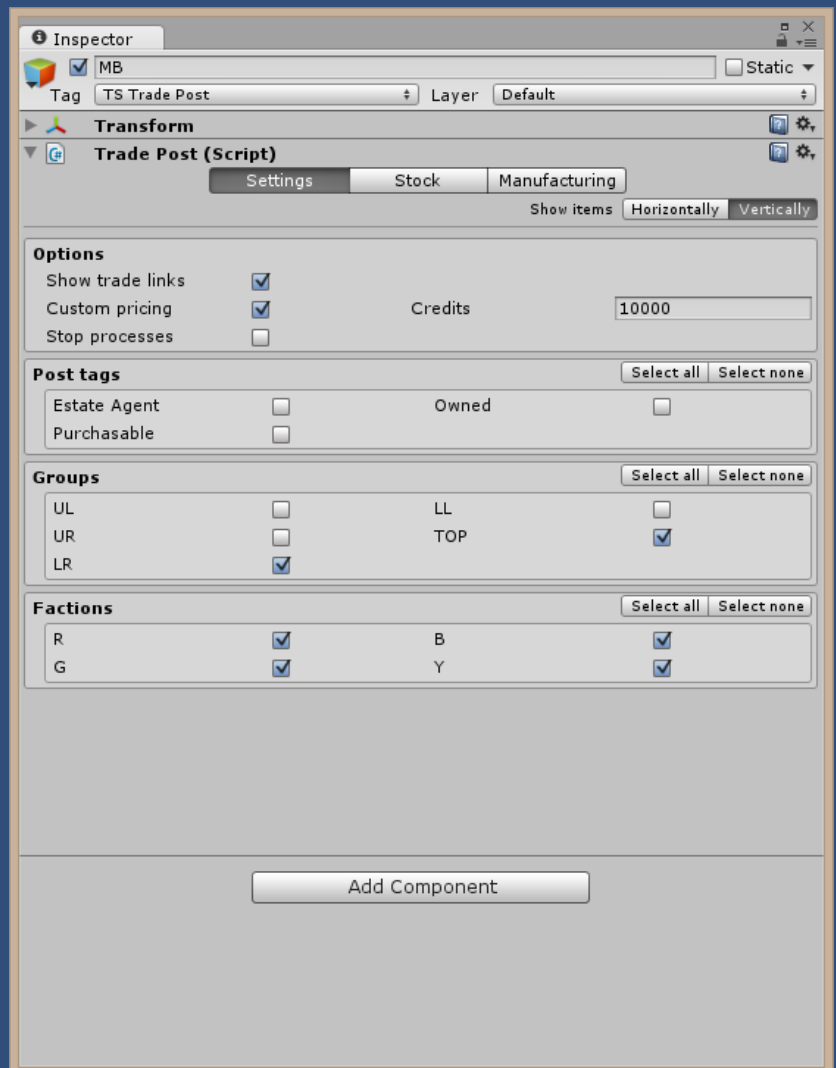 Inspector
MB Static
Tag TS Trade Post Layer Default
Transform
Trade Post (Script)
Settings Stock Manufacturing
Show items Horizontally Vertically
Options
Show trade links
Custom pricing Credits 10000
Stop processes
Post tags Select all Select none
Estate Agent Owned
Purchasable
Groups Select all Select none
UL LL
UR TOP
LR
Factions Select all Select none
R B
G Y
Add Component